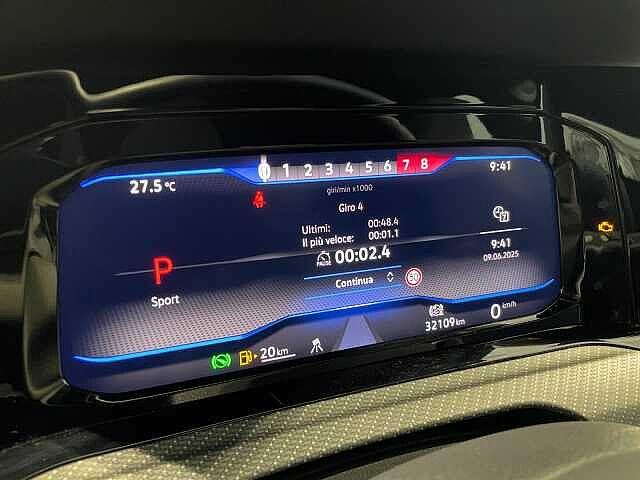 0 1 2 3 4 5 6 7 8
9:41
27.5 °C
giri/min x1000
Giro 4
Ultimi: 00:48.4
Il più veloce: 00:01.1
PAUSE 00:02.4
9:41
09.06.2025
P
Sport
Continua
50
20 km
32109 km
0 km/h